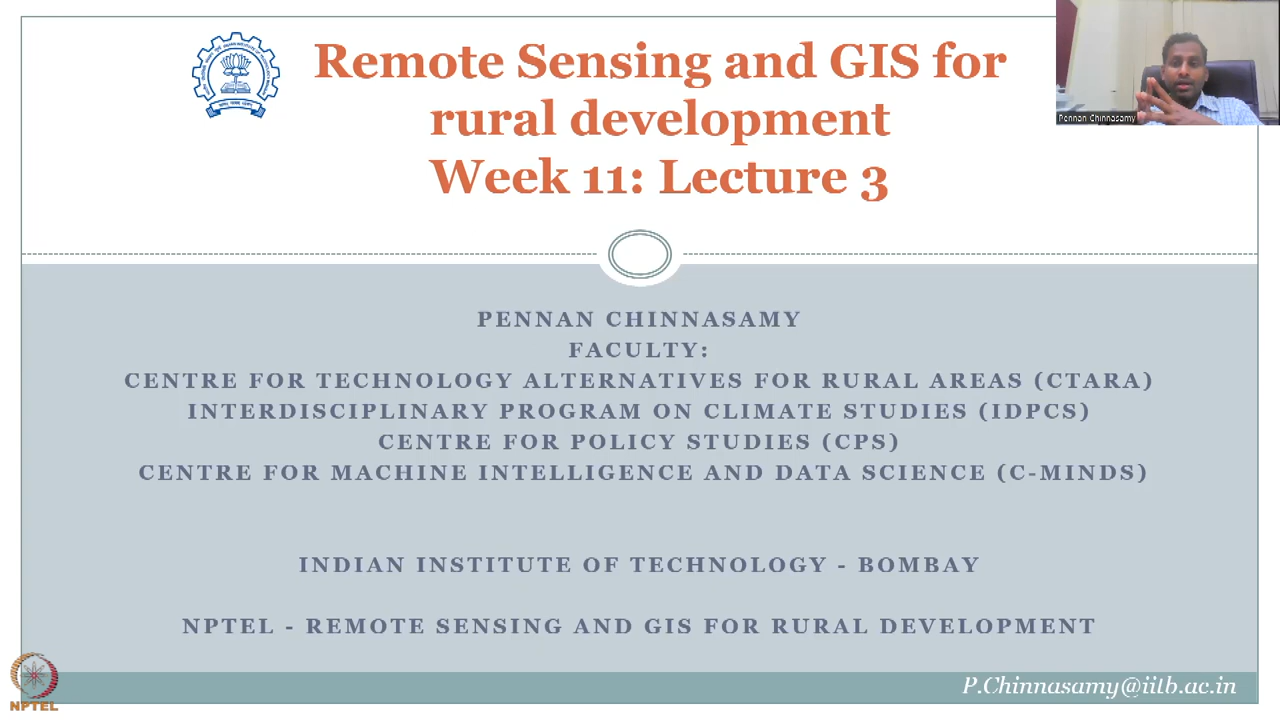 Remote Sensing and GIS for
rural development
Week 11: Lecture 3
Pennan Chinnasamy
PENNAN CHINNASAMY
FACULTY:
CENTRE FOR TECHNOLOGY ALTERNATIVES FOR RURAL AREAS (CTARA)
INTERDISCIPLINARY PROGRAM ON CLIMATE STUDIES (IDPCS)
CENTRE FOR POLICY STUDIES (CPS)
CENTRE FOR MACHINE INTELLIGENCE AND DATA SCIENCE (C-MINDS)
INDIAN INSTITUTE OF TECHNOLOGY - BOMBAY
NPTEL - REMOTE SENSING AND GIS FOR RURAL DEVELOPMENT
NPTEL
P.Chinnasamy@iitb.ac.in